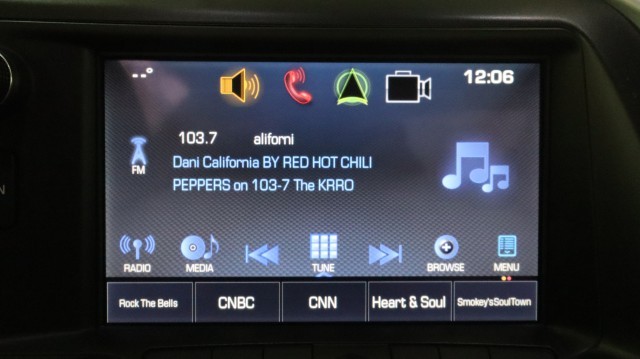 --°
12:06
103.7 aliforni
FM
Dani California BY RED HOT CHILI
PEPPERS on 103-7 The KRRO
RADIO MEDIA TUNE BROWSE MENU
Rock The Bells CNBC CNN Heart & Soul Smokey'sSoulTown